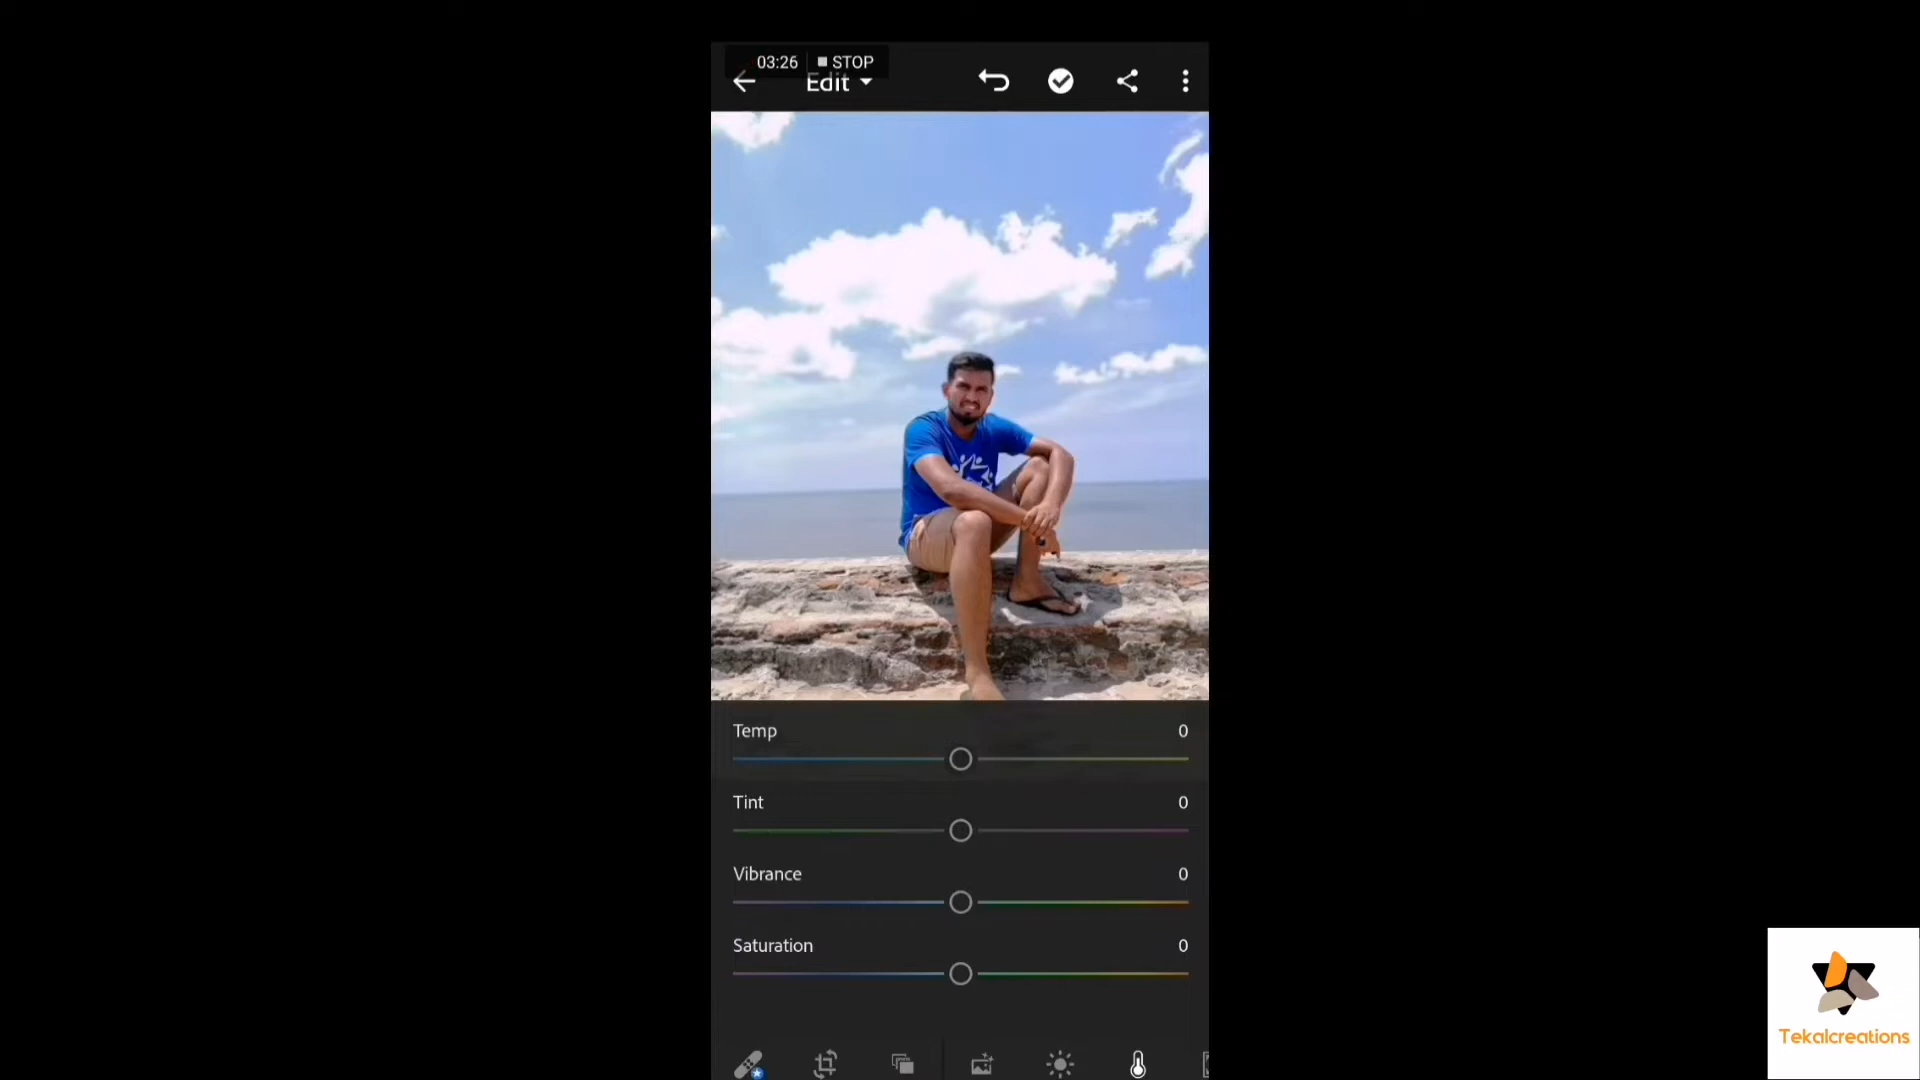 03:26 STOP
Edit
Temp 0
Tint 0
Vibrance 0
Saturation 0
Tekalcreations